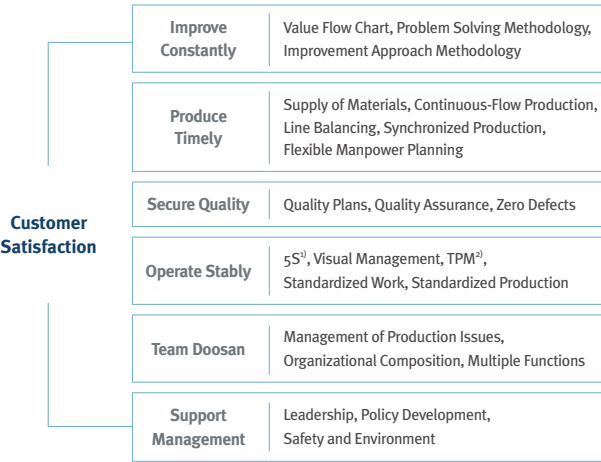 Improve
Constantly
Value Flow Chart, Problem Solving Methodology,
Improvement Approach Methodology
Produce
Timely
Supply of Materials, Continuous-Flow Production,
Line Balancing, Synchronized Production,
Flexible Manpower Planning
Customer
Satisfaction
Secure Quality
Quality Plans, Quality Assurance, Zero Defects
Operate Stably
5S¹⁾, Visual Management, TPM²⁾,
Standardized Work, Standardized Production
Team Doosan
Management of Production Issues,
Organizational Composition, Multiple Functions
Support
Management
Leadership, Policy Development,
Safety and Environment